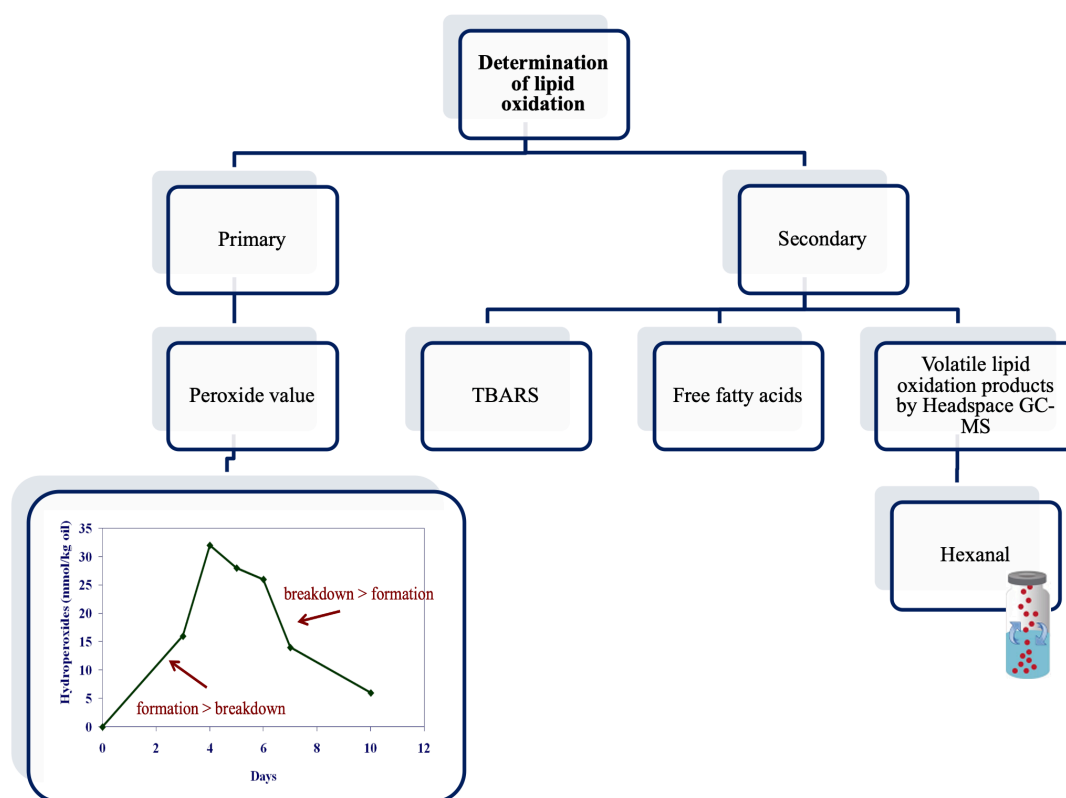 Determination
of lipid
oxidation
Primary
Secondary
Peroxide value
TBARS
Free fatty acids
Volatile lipid
oxidation products
by Headspace GC-
MS
Hexanal
Hydroperoxides (mmol/kg oil)
35
30
25
20
15
10
5
0
breakdown > formation
formation > breakdown
0 2 4 6 8 10 12
Days